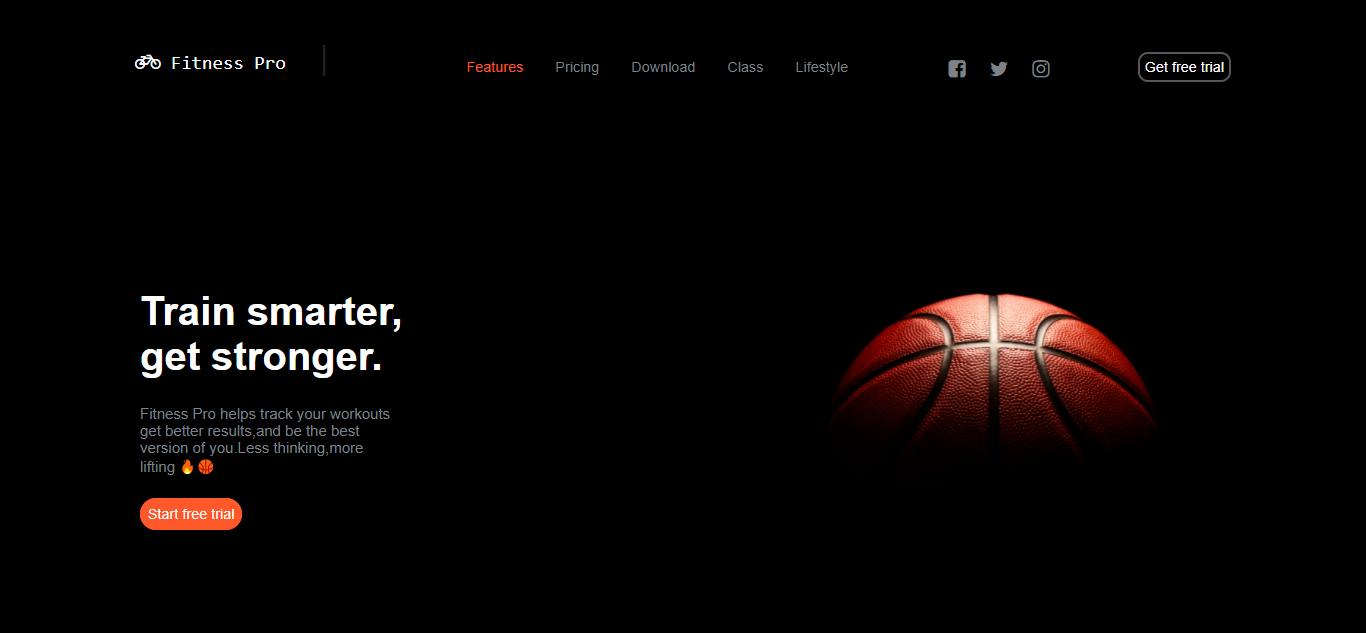 Fitness Pro
Features Pricing Download Class Lifestyle
Get free trial
Train smarter,
get stronger.
Fitness Pro helps track your workouts
get better results,and be the best
version of you.Less thinking,more
lifting 🔥🏀
Start free trial